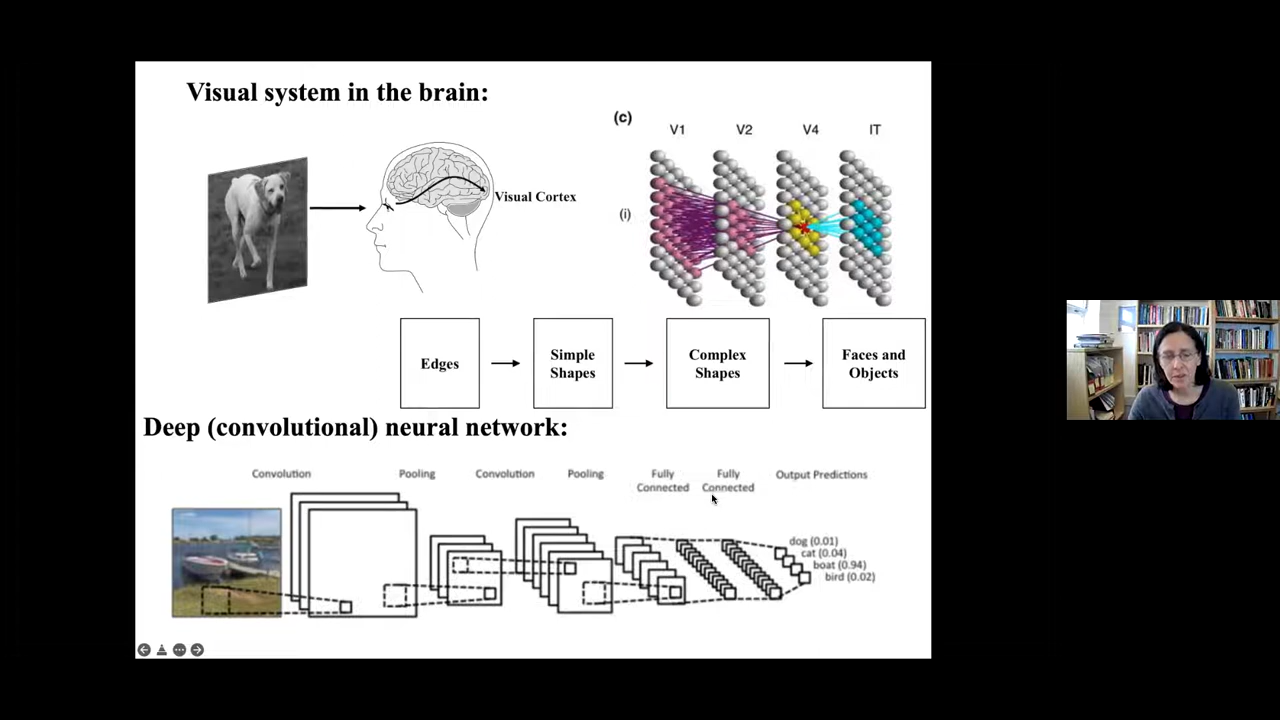 Visual system in the brain:
(c)
V1 V2 V4 IT
Visual Cortex
(i)
Edges
Simple
Shapes
Complex
Shapes
Faces and
Objects
Deep (convolutional) neural network:
Convolution
Pooling
Convolution
Pooling
Fully
Connected
Fully
Connected
Output Predictions
dog (0.01)
cat (0.04)
boat (0.94)
bird (0.02)